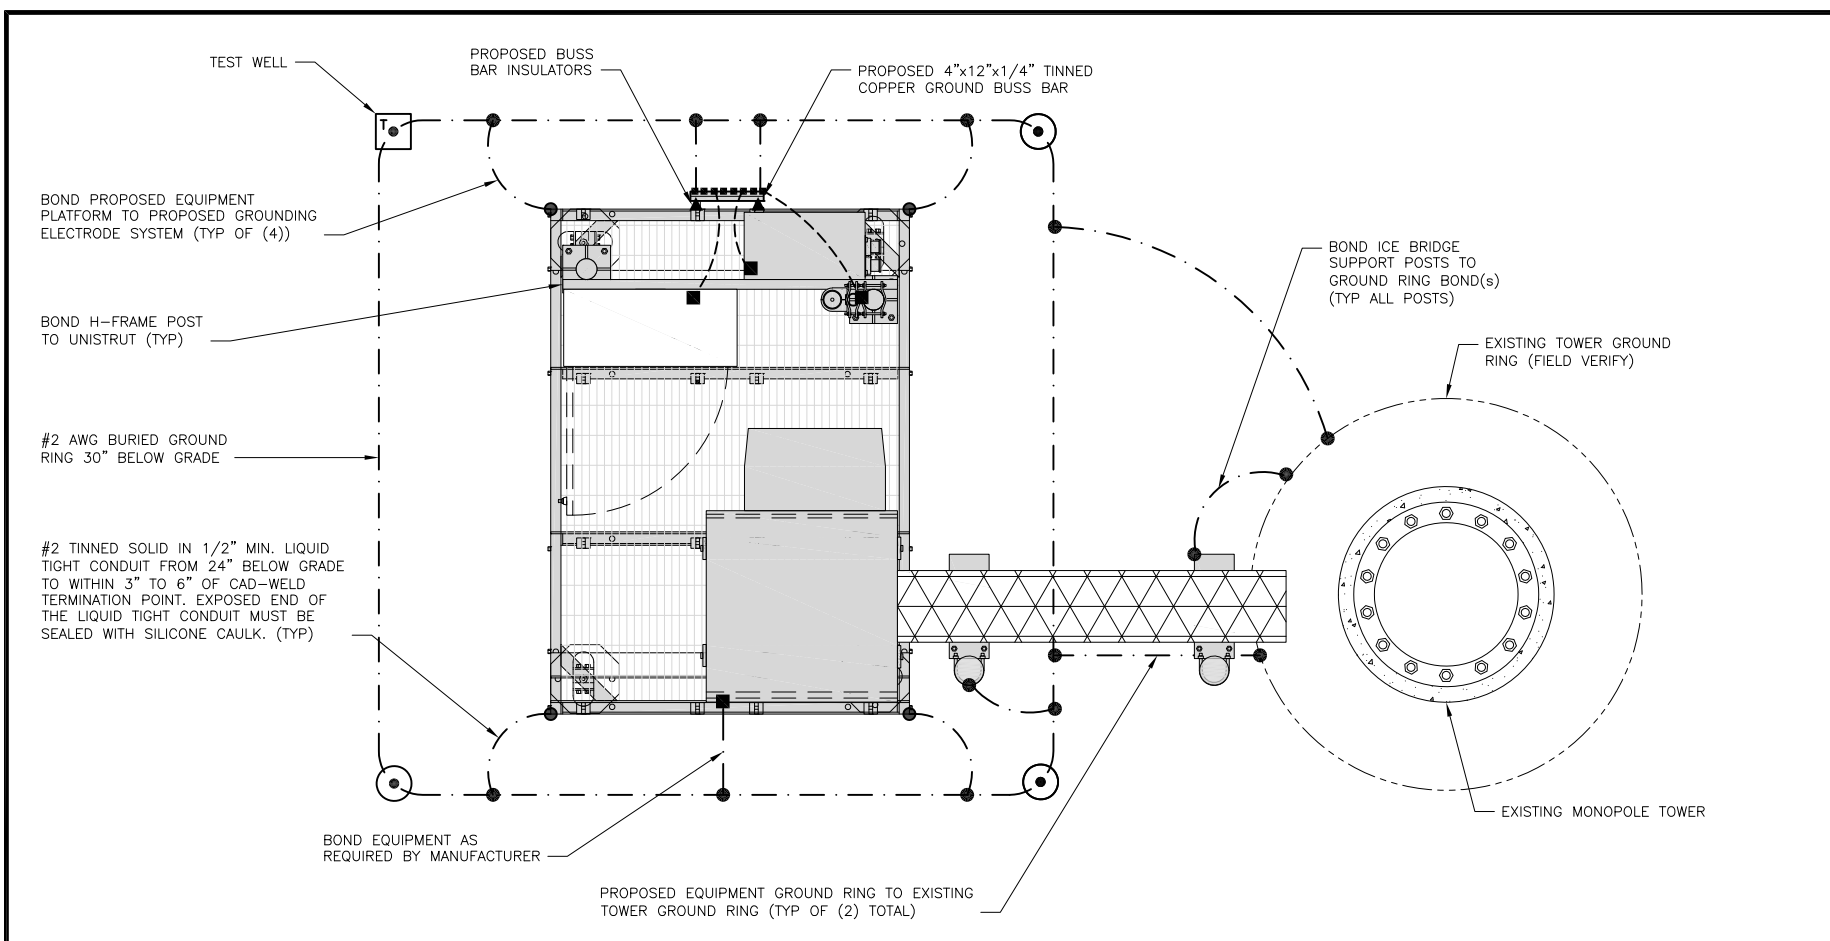 TEST WELL
PROPOSED BUSS
BAR INSULATORS
PROPOSED 4"x12"x1/4" TINNED
COPPER GROUND BUSS BAR
T
BOND PROPOSED EQUIPMENT
PLATFORM TO PROPOSED GROUNDING
ELECTRODE SYSTEM (TYP OF (4))
BOND ICE BRIDGE
SUPPORT POSTS TO
GROUND RING BOND(s)
(TYP ALL POSTS)
BOND H-FRAME POST
TO UNISTRUT (TYP)
EXISTING TOWER GROUND
RING (FIELD VERIFY)
#2 AWG BURIED GROUND
RING 30" BELOW GRADE
#2 TINNED SOLID IN 1/2" MIN. LIQUID
TIGHT CONDUIT FROM 24" BELOW GRADE
TO WITHIN 3" TO 6" OF CAD-WELD
TERMINATION POINT. EXPOSED END OF
THE LIQUID TIGHT CONDUIT MUST BE
SEALED WITH SILICONE CAULK. (TYP)
EXISTING MONOPOLE TOWER
BOND EQUIPMENT AS
REQUIRED BY MANUFACTURER
PROPOSED EQUIPMENT GROUND RING TO EXISTING
TOWER GROUND RING (TYP OF (2) TOTAL)